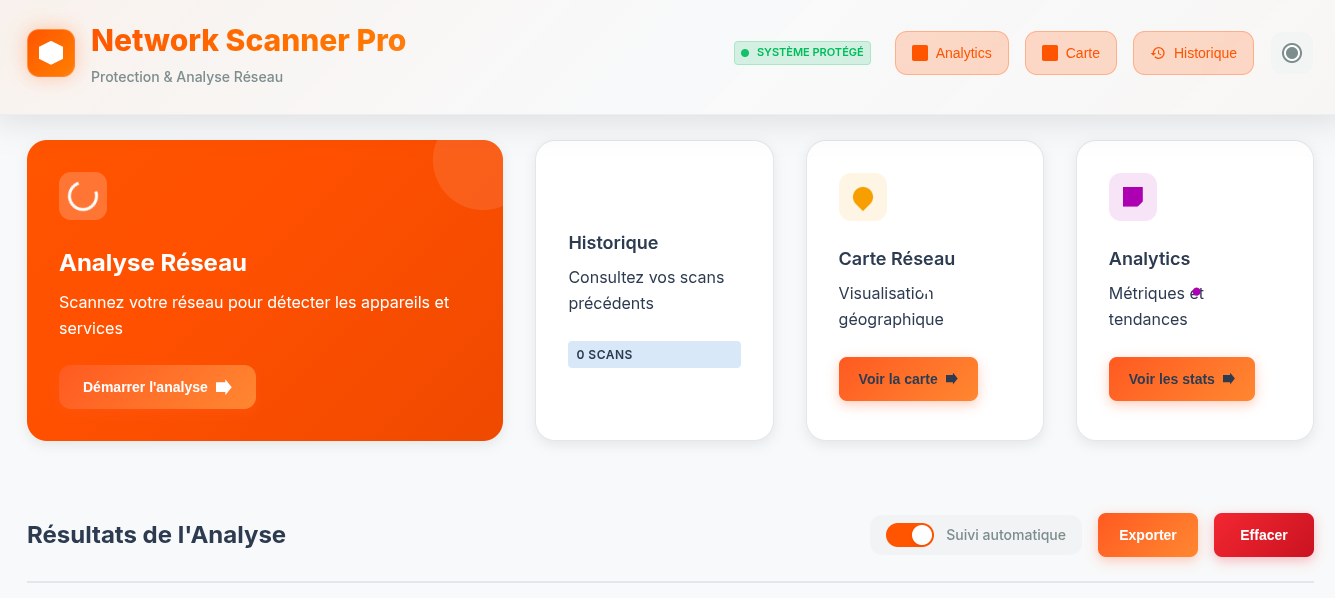 Network Scanner Pro
Protection & Analyse Réseau
SYSTÈME PROTÉGÉ
Analytics
Carte
Historique
Analyse Réseau
Scannez votre réseau pour détecter les appareils et
services
Démarrer l'analyse
Historique
Consultez vos scans
précédents
0 SCANS
Carte Réseau
Visualisation
géographique
Voir la carte
Analytics
Métriques et
tendances
Voir les stats
Résultats de l'Analyse
Suivi automatique
Exporter
Effacer